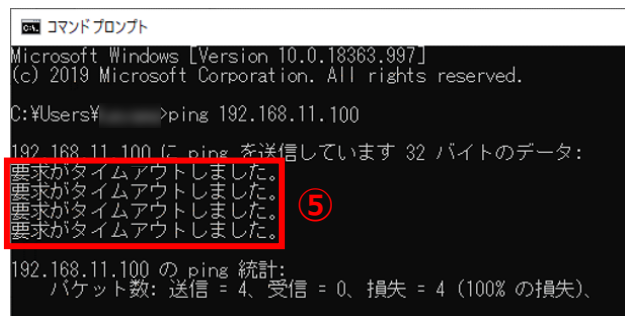 コマンド プロンプト
Microsoft Windows [Version 10.0.18363.997]
(c) 2019 Microsoft Corporation. All rights reserved.
C:¥Users¥ >ping 192.168.11.100
192.168.11.100 に ping を送信しています 32 バイトのデータ:
要求がタイムアウトしました。
要求がタイムアウトしました。
要求がタイムアウトしました。
要求がタイムアウトしました。
⑤
192.168.11.100 の ping 統計:
パケット数: 送信 = 4、受信 = 0、損失 = 4 (100% の損失)、